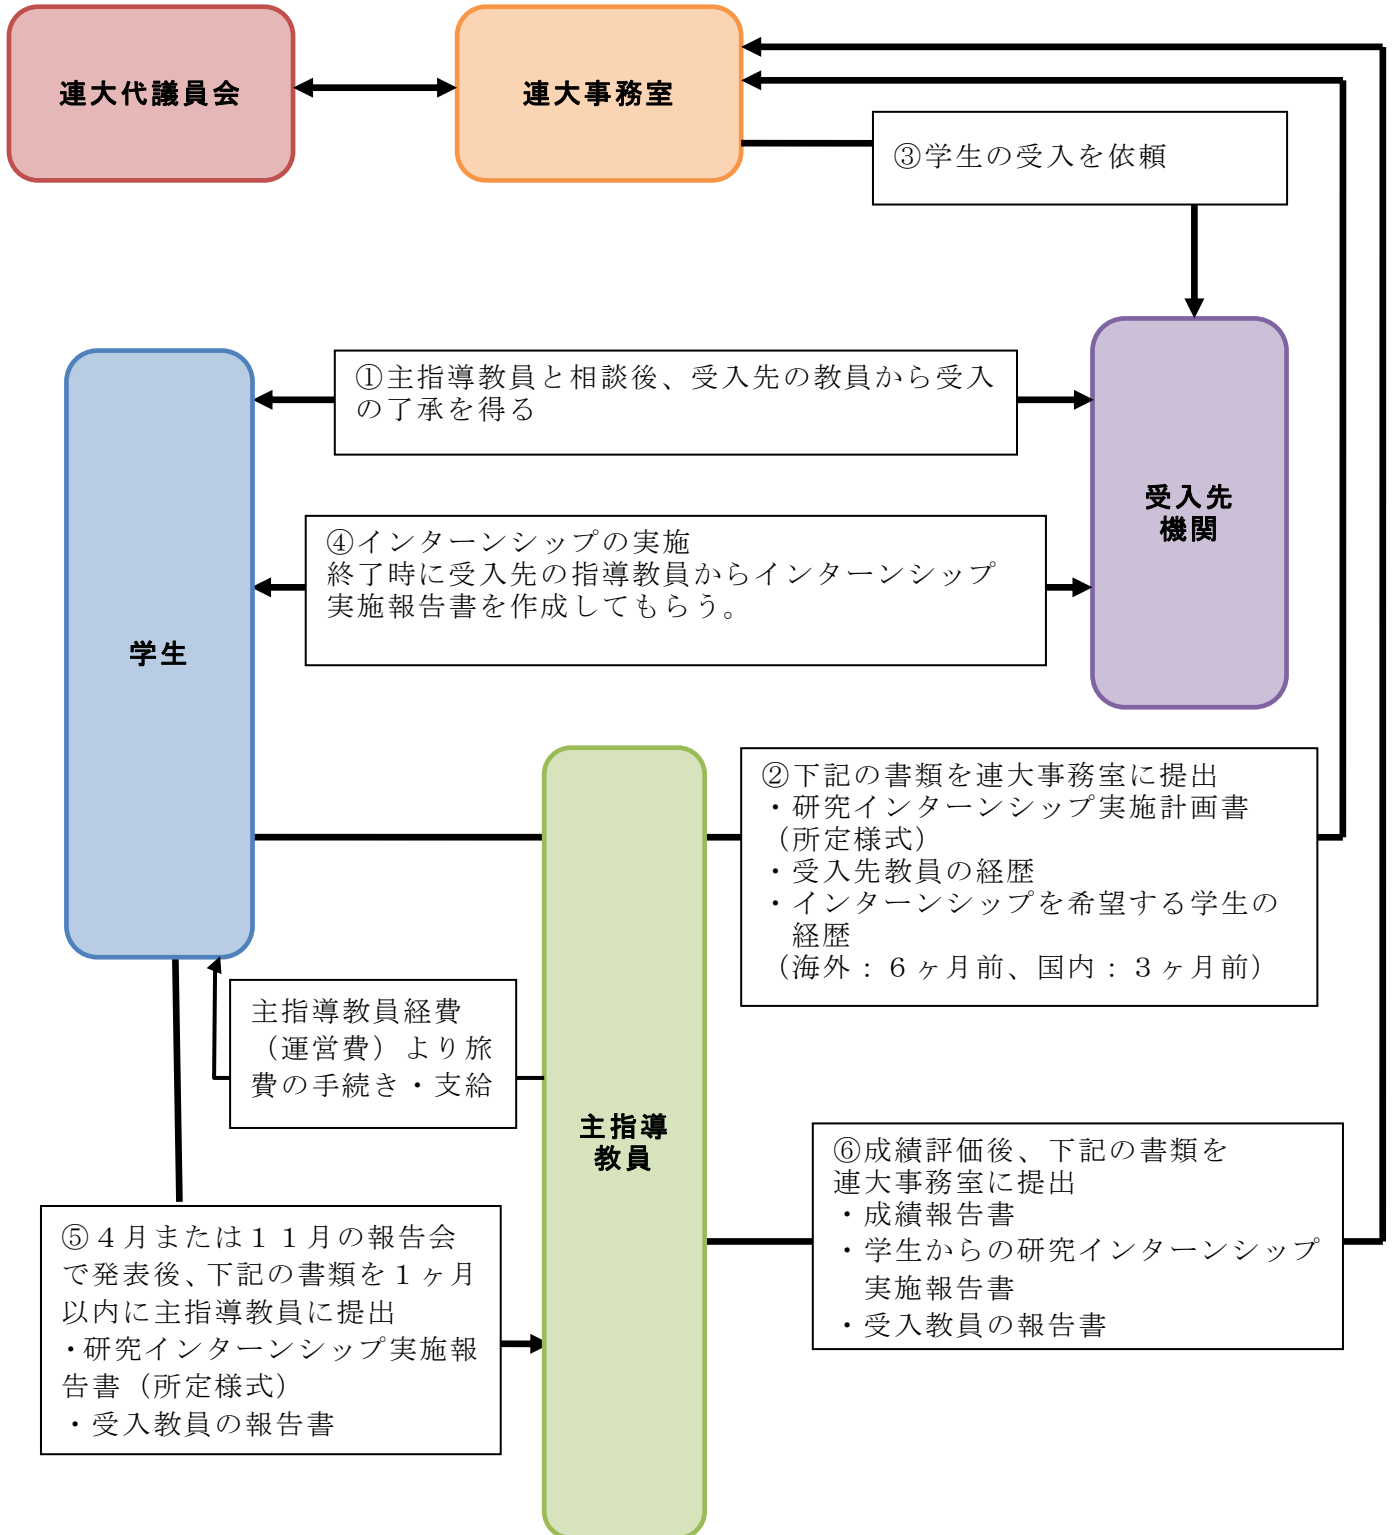 連大代議員会
連大事務室
③学生の受入を依頼
①主指導教員と相談後、受入先の教員から受入
の了承を得る
受入先
機関
④インターンシップの実施
終了時に受入先の指導教員からインターンシップ
実施報告書を作成してもらう。
学生
②下記の書類を連大事務室に提出
・研究インターンシップ実施計画書
（所定様式）
・受入先教員の経歴
・インターンシップを希望する学生の
経歴
（海外：６ヶ月前、国内：３ヶ月前）
主指導教員経費
（運営費）より旅
費の手続き・支給
主指導
教員
⑥成績評価後、下記の書類を
連大事務室に提出
・成績報告書
・学生からの研究インターンシップ
実施報告書
・受入教員の報告書
⑤４月または１１月の報告会
で発表後、下記の書類を１ヶ月
以内に主指導教員に提出
・研究インターンシップ実施報
告書（所定様式）
・受入教員の報告書